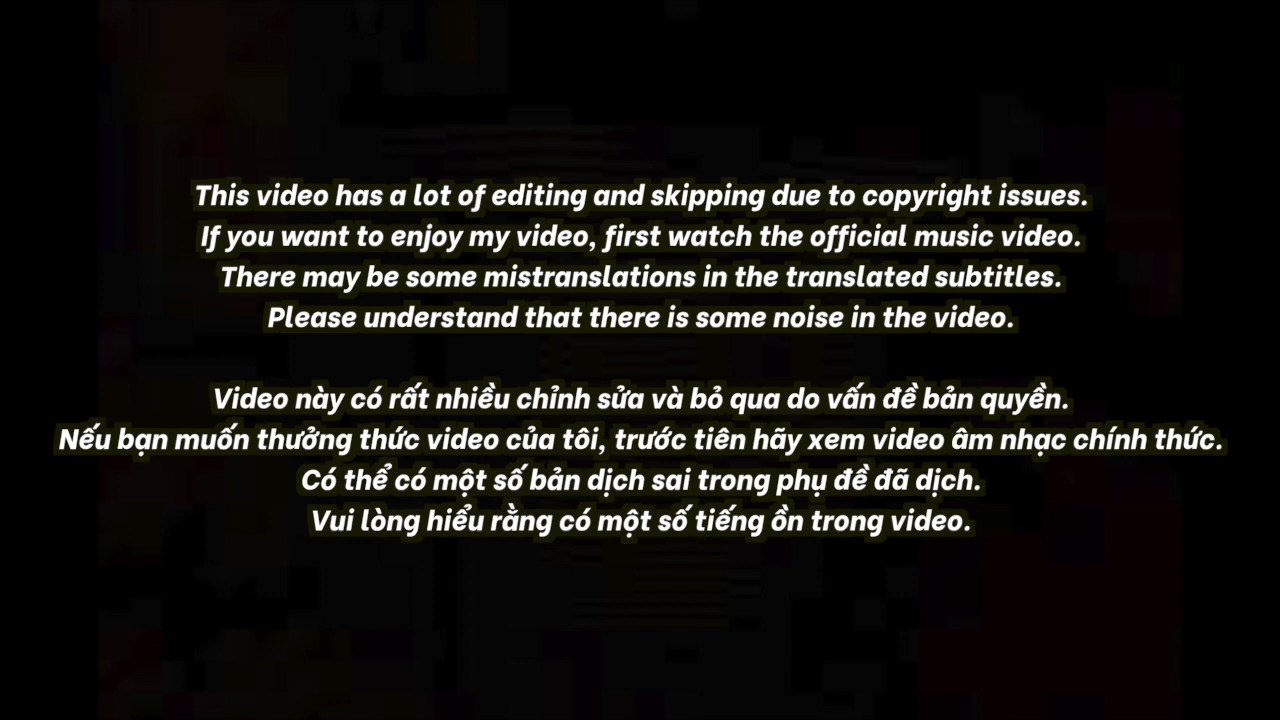 This video has a lot of editing and skipping due to copyright issues.
If you want to enjoy my video, first watch the official music video.
There may be some mistranslations in the translated subtitles.
Please understand that there is some noise in the video.
Video này có rất nhiều chỉnh sửa và bỏ qua do vấn đề bản quyền.
Nếu bạn muốn thưởng thức video của tôi, trước tiên hãy xem video âm nhạc chính thức.
Có thể có một số bản dịch sai trong phụ đề đã dịch.
Vui lòng hiểu rằng có một số tiếng ồn trong video.